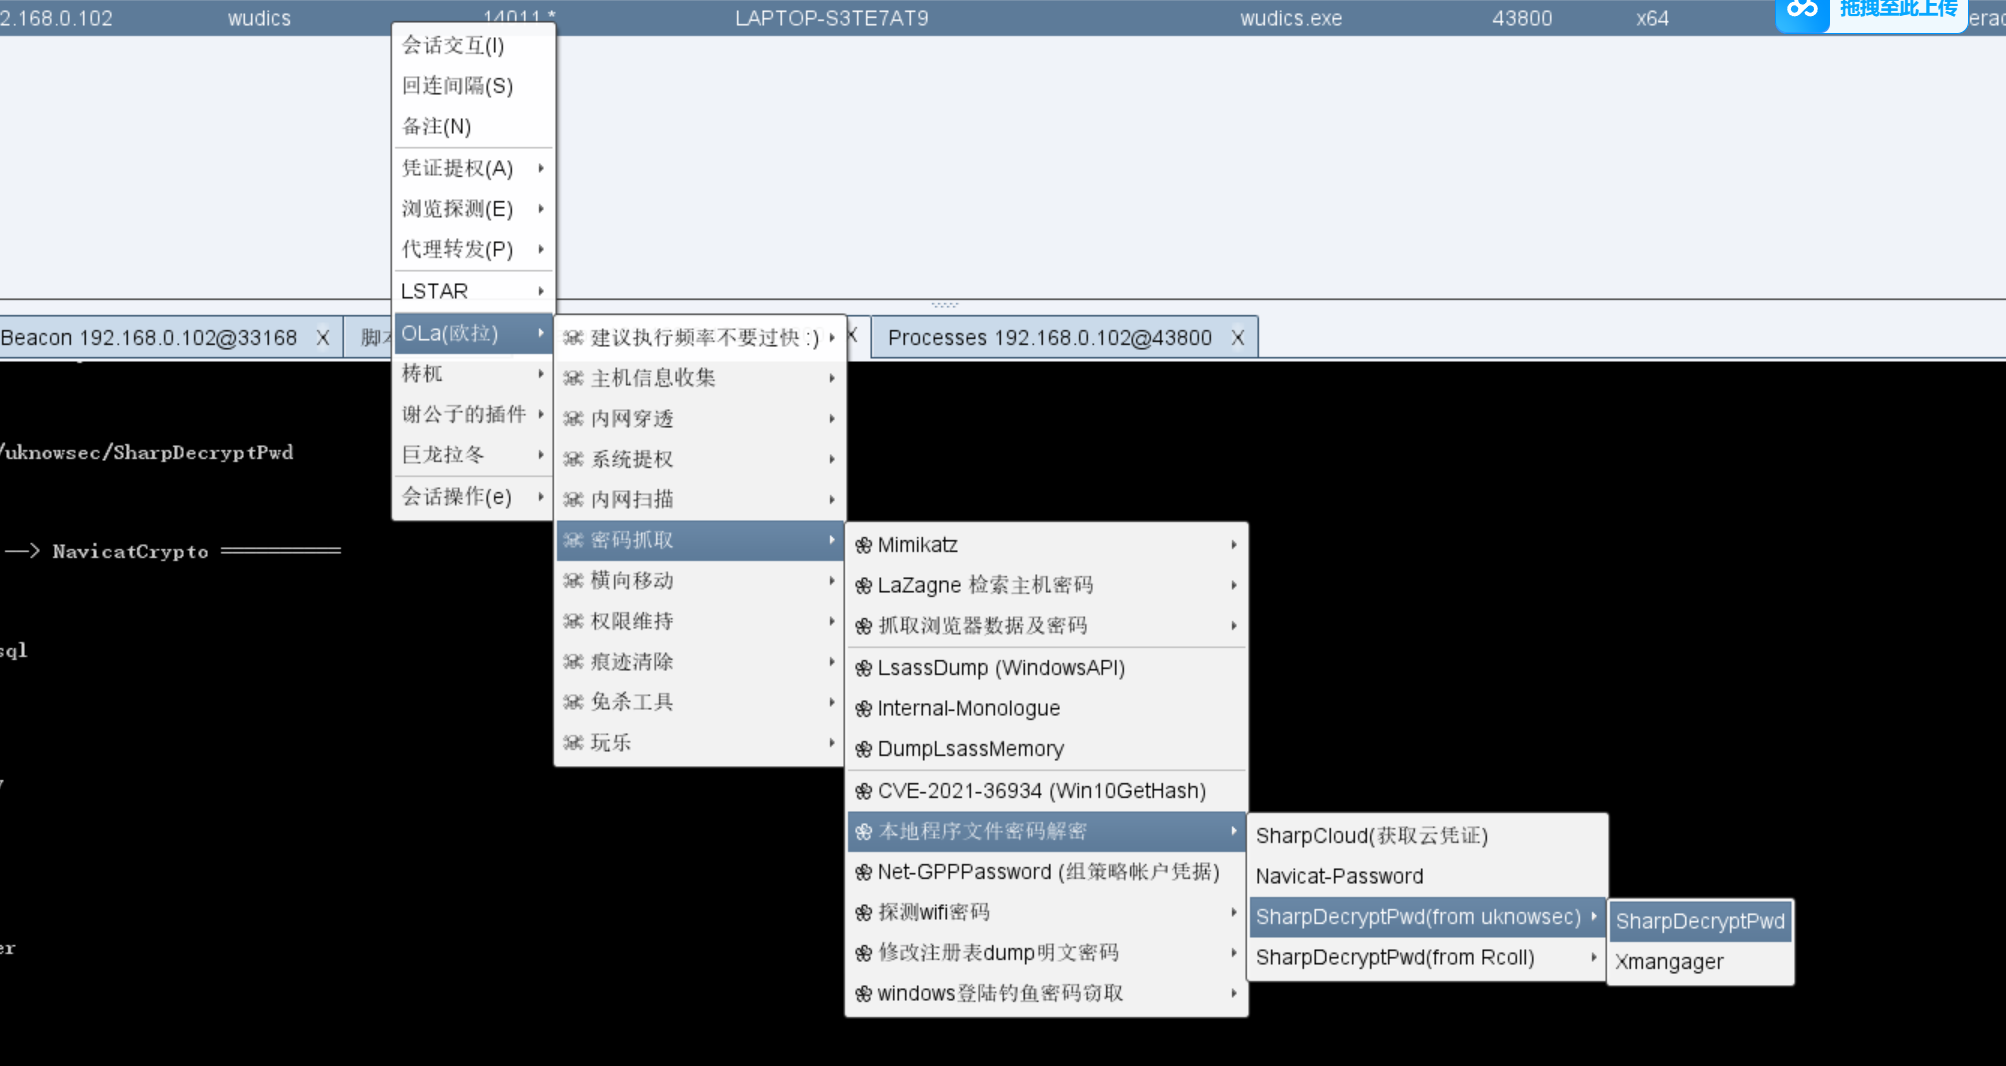 2.168.0.102 wudics 14011 * LAPTOP-S3TE7AT9 wudics.exe 43800 x64
拖拽至此上传
会话交互(I)
回连间隔(S)
备注(N)
凭证提权(A)
浏览探测(E)
代理转发(P)
LSTAR
OLa(欧拉)
梼杌
谢公子的插件
巨龙拉冬
会话操作(e)
Beacon 192.168.0.102@33168 X
脚本
X
Processes 192.168.0.102@43800 X
建议执行频率不要过快 :)
主机信息收集
内网穿透
系统提权
内网扫描
密码抓取
横向移动
权限维持
痕迹清除
免杀工具
玩乐
/uknowsec/SharpDecryptPwd
—> NavicatCrypto
sql
er
Mimikatz
LaZagne 检索主机密码
抓取浏览器数据及密码
LsassDump (WindowsAPI)
Internal-Monologue
DumpLsassMemory
CVE-2021-36934 (Win10GetHash)
本地程序文件密码解密
Net-GPPPassword (组策略帐户凭据)
探测wifi密码
修改注册表dump明文密码
windows登陆钓鱼密码窃取
SharpCloud(获取云凭证)
Navicat-Password
SharpDecryptPwd(from uknowsec)
SharpDecryptPwd(from Rcoll)
SharpDecryptPwd
Xmangager